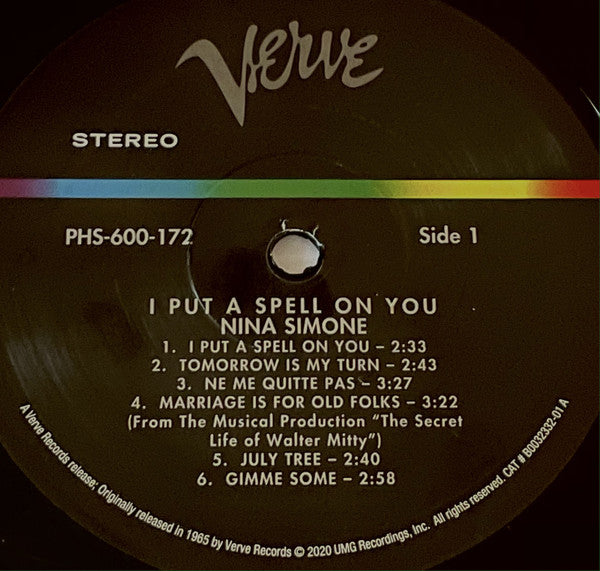 Verve
STEREO
PHS-600-172
Side 1
I PUT A SPELL ON YOU
NINA SIMONE
1. I PUT A SPELL ON YOU – 2:33
2. TOMORROW IS MY TURN – 2:43
3. NE ME QUITTE PAS – 3:27
4. MARRIAGE IS FOR OLD FOLKS – 3:22
(From The Musical Production “The Secret
Life of Walter Mitty”)
5. JULY TREE – 2:40
6. GIMME SOME – 2:58
A Verve Records release; Originally released in 1965 by Verve Records © 2020 UMG Recordings, Inc. All rights reserved. CAT # B0032332-01 A